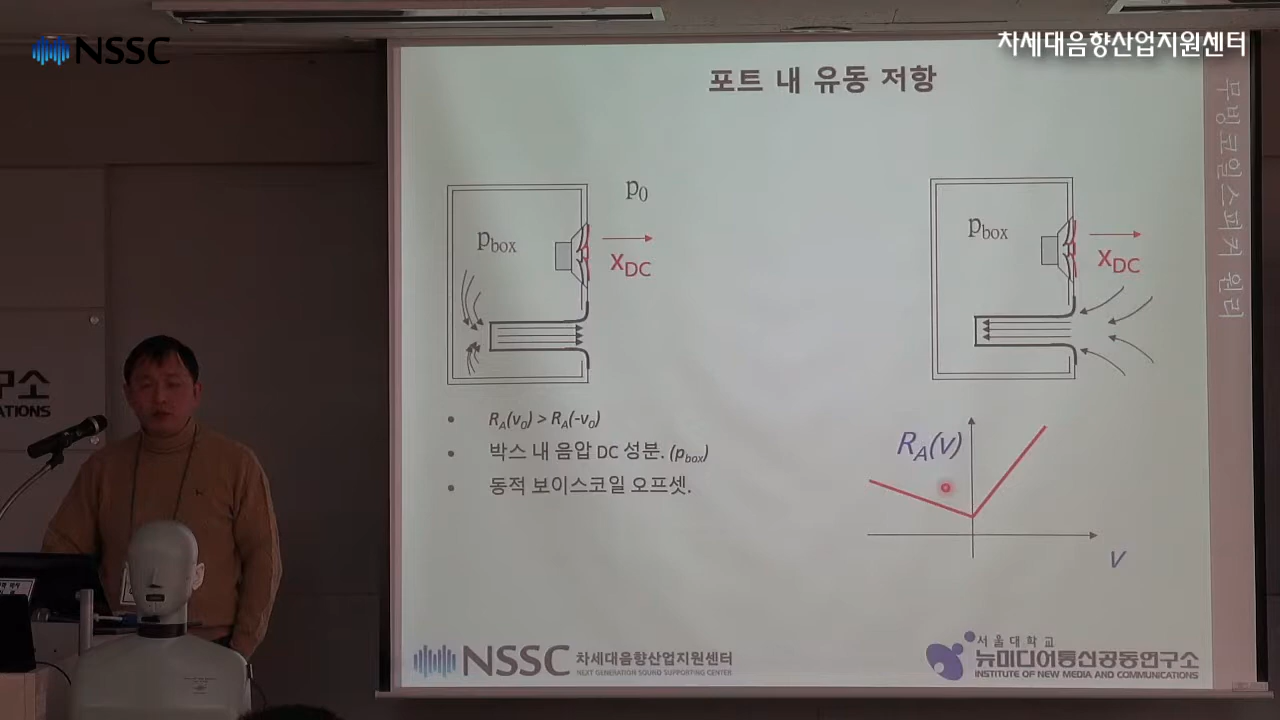 NSSC
차세대음향산업지원센터
포트 내 유동 저항
무빙코일스피커 원리
p0
pbox
XDC
pbox
XDC
RA(v0) > RA(-v0)
박스 내 음압 DC 성분. (pbox)
동적 보이스코일 오프셋.
RA(v)
v
구소
ATIONS
NSSC 차세대음향산업지원센터
NEXT GENERATION SOUND SUPPORTING CENTER
서울대학교
뉴미디어통신공동연구소
INSTITUTE OF NEW MEDIA AND COMMUNICATIONS